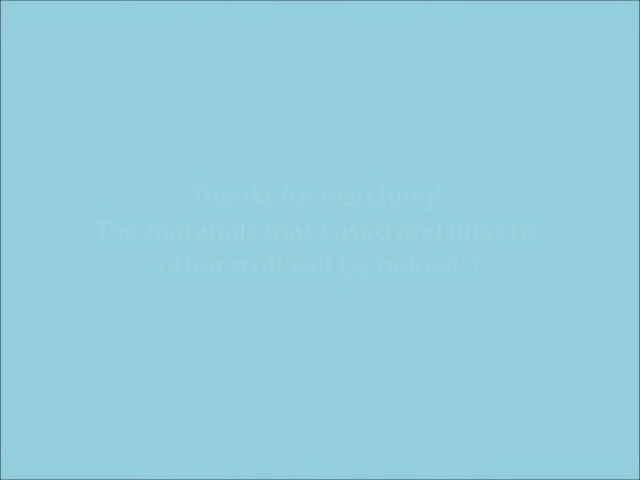 Thanks for watching!
The materials that I used and links to
other stuff will be below! :)